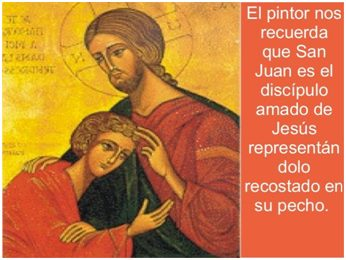 El pintor nos
recuerda
que San
Juan es el
discípulo
amado de
Jesús
representán
dolo
recostado en
su pecho.